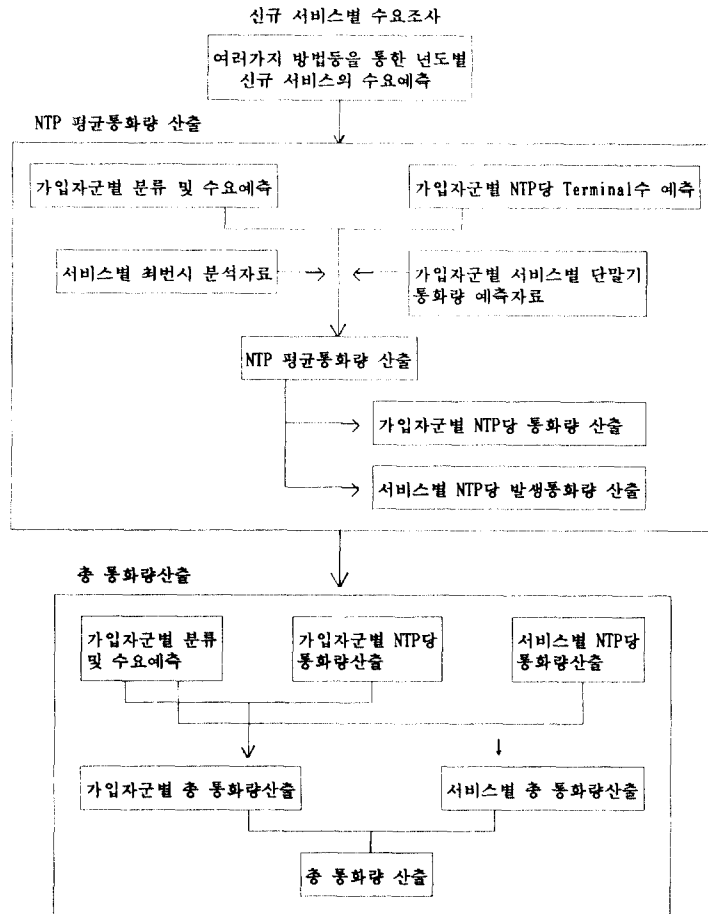 신규 서비스별 수요조사
여러가지 방법등을 통한 년도별
신규 서비스의 수요예측
NTP 평균통화량 산출
가입자군별 분류 및 수요예측
가입자군별 NTP당 Terminal수 예측
서비스별 최번시 분석자료
가입자군별 서비스별 단말기
통화량 예측자료
NTP 평균통화량 산출
가입자군별 NTP당 통화량 산출
서비스별 NTP당 발생통화량 산출
총 통화량산출
가입자군별 분류
및 수요예측
가입자군별 NTP당
통화량산출
서비스별 NTP당
통화량산출
가입자군별 총 통화량산출
서비스별 총 통화량산출
총 통화량 산출